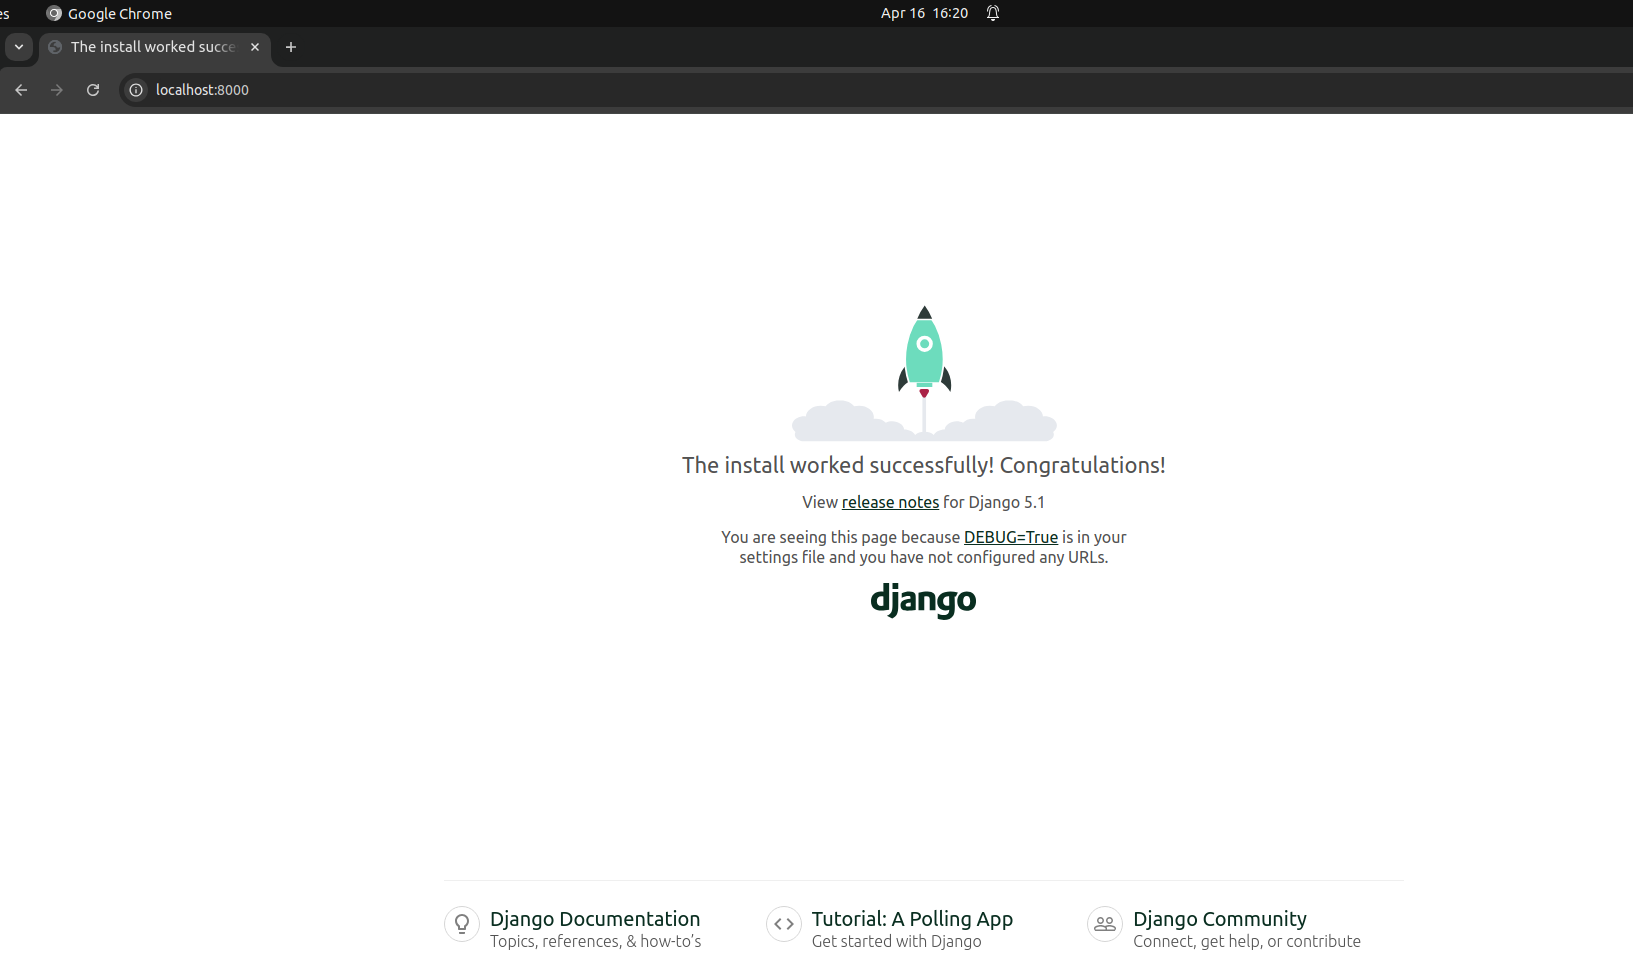 es Google Chrome Apr 16 16:20
The install worked succe
localhost:8000
The install worked successfully! Congratulations!
View release notes for Django 5.1
You are seeing this page because DEBUG=True is in your
settings file and you have not configured any URLs.
django
Django Documentation
Topics, references, & how-to’s
Tutorial: A Polling App
Get started with Django
Django Community
Connect, get help, or contribute